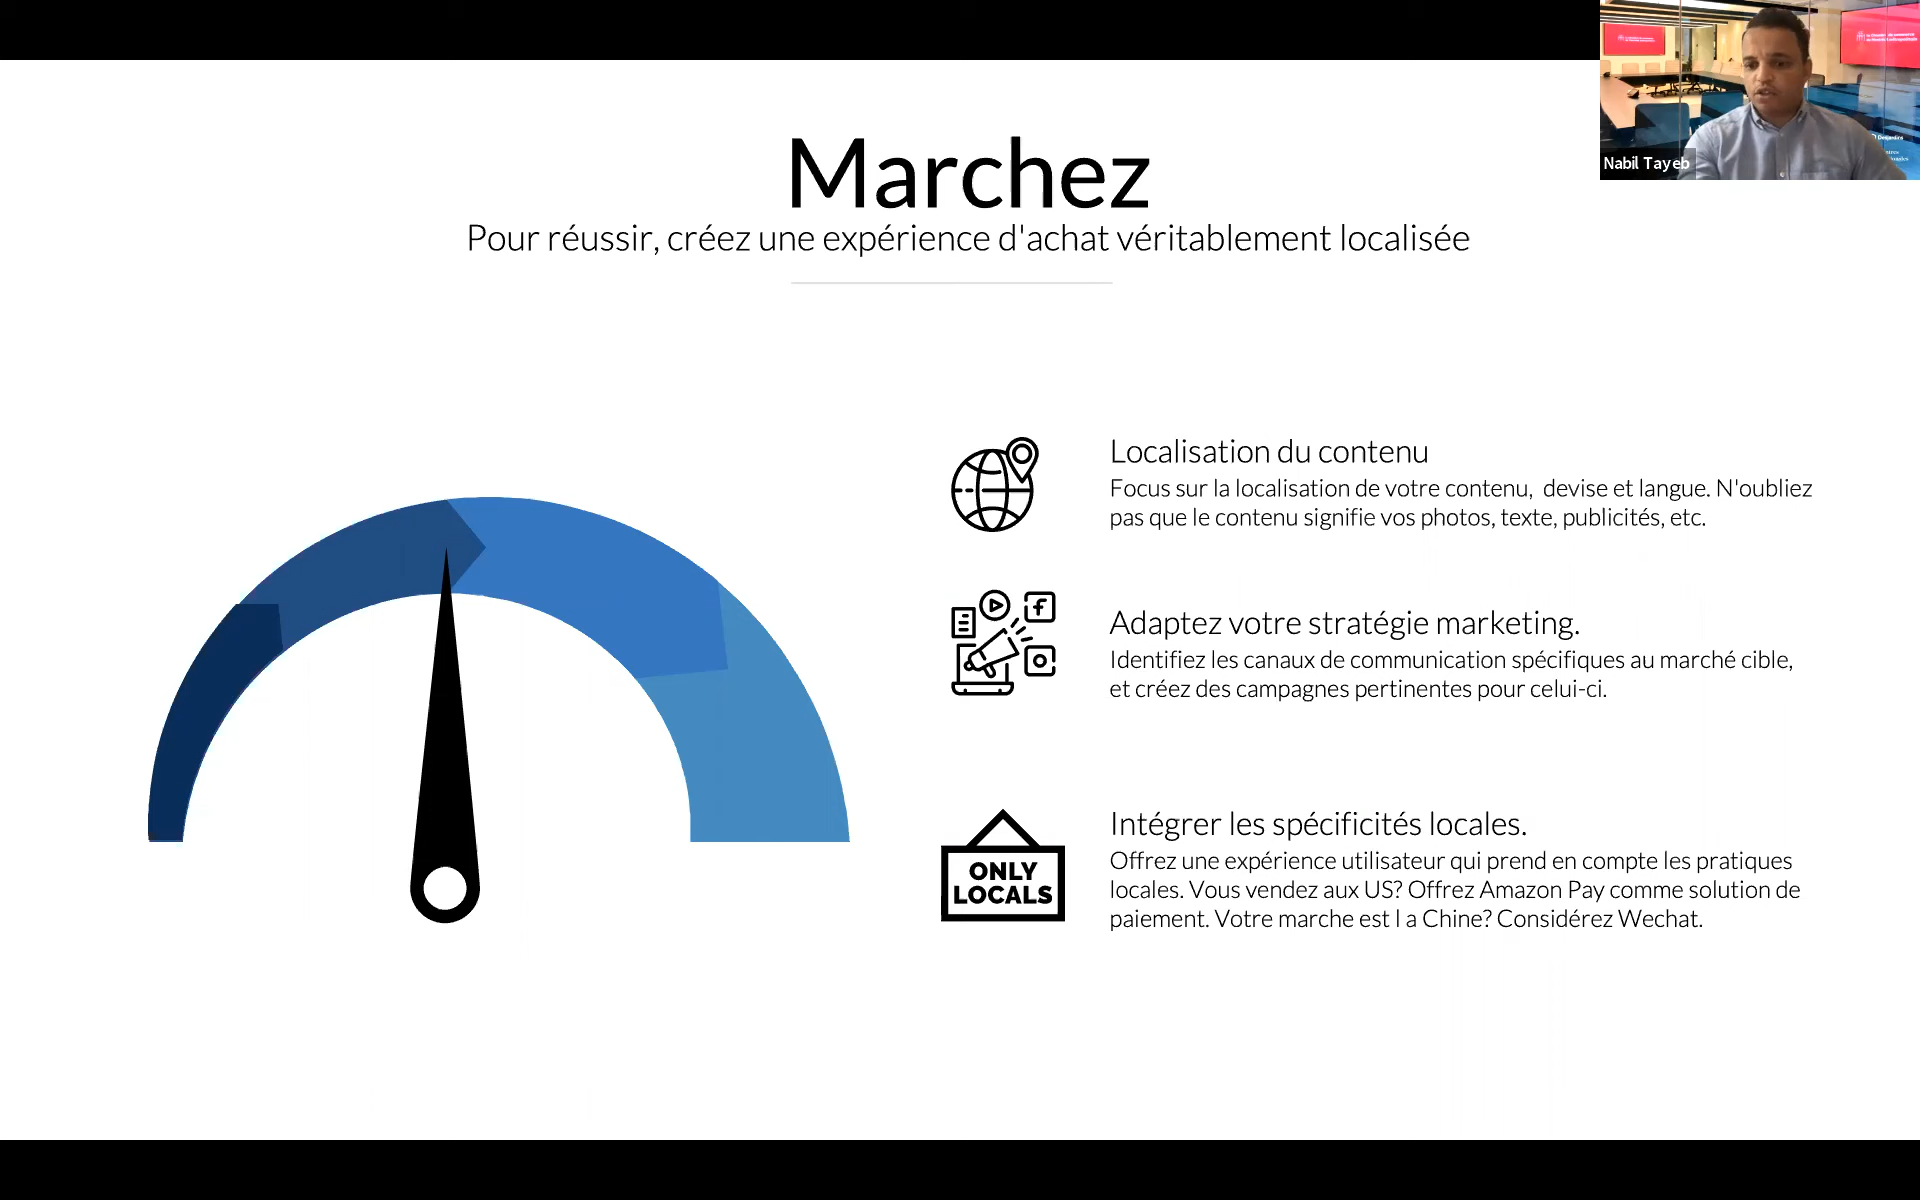 Marchez
Pour réussir, créez une expérience d'achat véritablement localisée
Nabil Tayeb
Desjardins
Localisation du contenu
Focus sur la localisation de votre contenu,  devise et langue. N'oubliez
pas que le contenu signifie vos photos, texte, publicités, etc.
Adaptez votre stratégie marketing.
Identifiez les canaux de communication spécifiques au marché cible,
et créez des campagnes pertinentes pour celui-ci.
ONLY
LOCALS
Intégrer les spécificités locales.
Offrez une expérience utilisateur qui prend en compte les pratiques
locales. Vous vendez aux US? Offrez Amazon Pay comme solution de
paiement. Votre marche est l a Chine? Considérez Wechat.